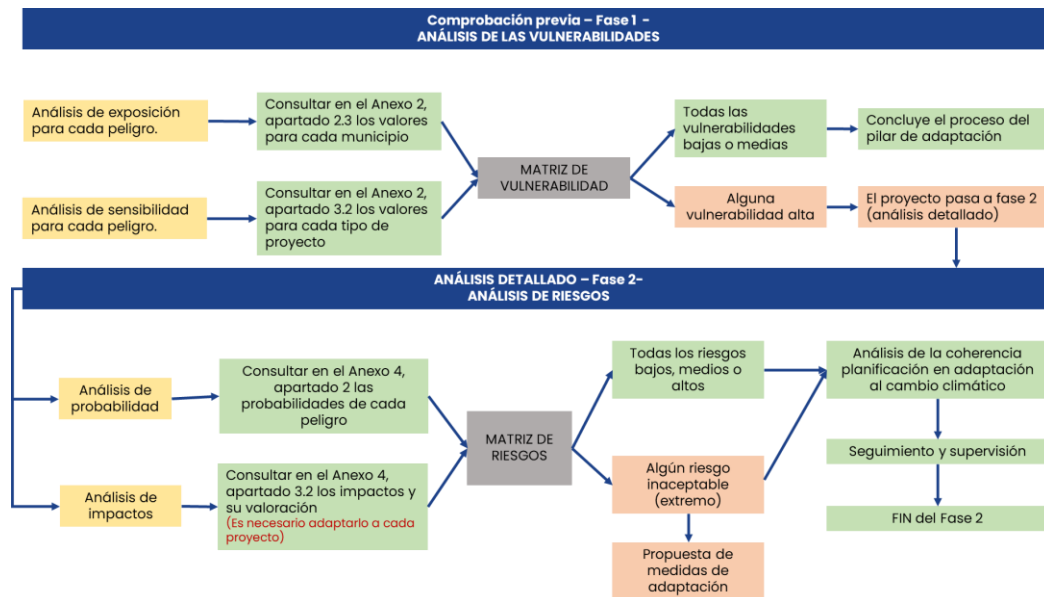 Comprobación previa – Fase 1 -
ANÁLISIS DE LAS VULNERABILIDADES
Análisis de exposición
para cada peligro.
Consultar en el Anexo 2,
apartado 2.3 los valores
para cada municipio
Todas las
vulnerabilidades
bajas o medias
Concluye el proceso del
pilar de adaptación
MATRIZ DE
VULNERABILIDAD
Análisis de sensibilidad
para cada peligro.
Consultar en el Anexo 2,
apartado 3.2 los valores
para cada tipo de
proyecto
Alguna
vulnerabilidad alta
El proyecto pasa a fase 2
(análisis detallado)
ANÁLISIS DETALLADO – Fase 2-
ANÁLISIS DE RIESGOS
Análisis de
probabilidad
Consultar en el Anexo 4,
apartado 2 las
probabilidades de cada
peligro
Todas los riesgos
bajos, medios o
altos
Análisis de la coherencia
planificación en adaptación
al cambio climático
MATRIZ DE
RIESGOS
Análisis de
impactos
Consultar en el Anexo 4,
apartado 3.2 los impactos y
su valoración
(Es necesario adaptarlo a cada
proyecto)
Algún riesgo
inaceptable
(extremo)
Seguimiento y supervisión
FIN del Fase 2
Propuesta de
medidas de
adaptación